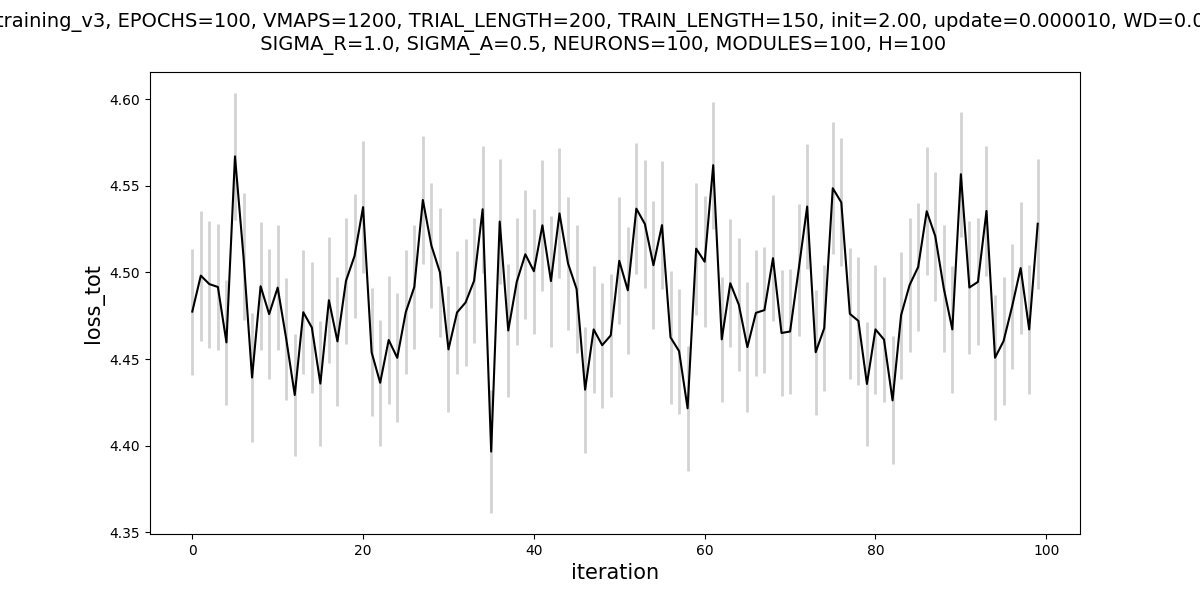 training_v3, EPOCHS=100, VMAPS=1200, TRIAL_LENGTH=200, TRAIN_LENGTH=150, init=2.00, update=0.000010, WD=0.0
SIGMA_R=1.0, SIGMA_A=0.5, NEURONS=100, MODULES=100, H=100
4.60
4.55
4.50
4.45
4.40
4.35
loss_tot
0 20 40 60 80 100
iteration